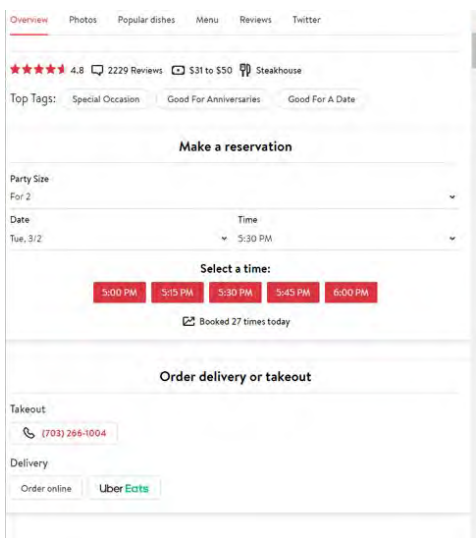 Overview Photos Popular dishes Menu Reviews Twitter
4.8 2229 Reviews $31 to $50 Steakhouse
Top Tags: Special Occasion Good For Anniversaries Good For A Date
Make a reservation
Party Size
For 2
Date Time
Tue, 3/2 5:30 PM
Select a time:
5:00 PM 5:15 PM 5:30 PM 5:45 PM 6:00 PM
Booked 27 times today
Order delivery or takeout
Takeout
(703) 266-1004
Delivery
Order online Uber Eats